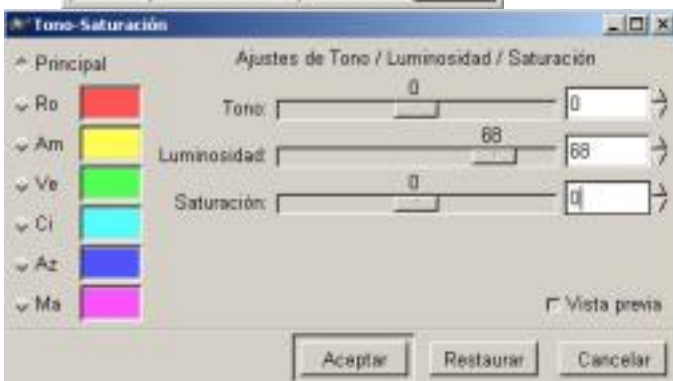 Tono-Saturación
Ajustes de Tono / Luminosidad / Saturación
Principal
Ro
Am
Ve
Ci
Az
Ma
Tono: 0 0
Luminosidad: 68 68
Saturación: 0 0
Vista previa
Aceptar Restaurar Cancelar